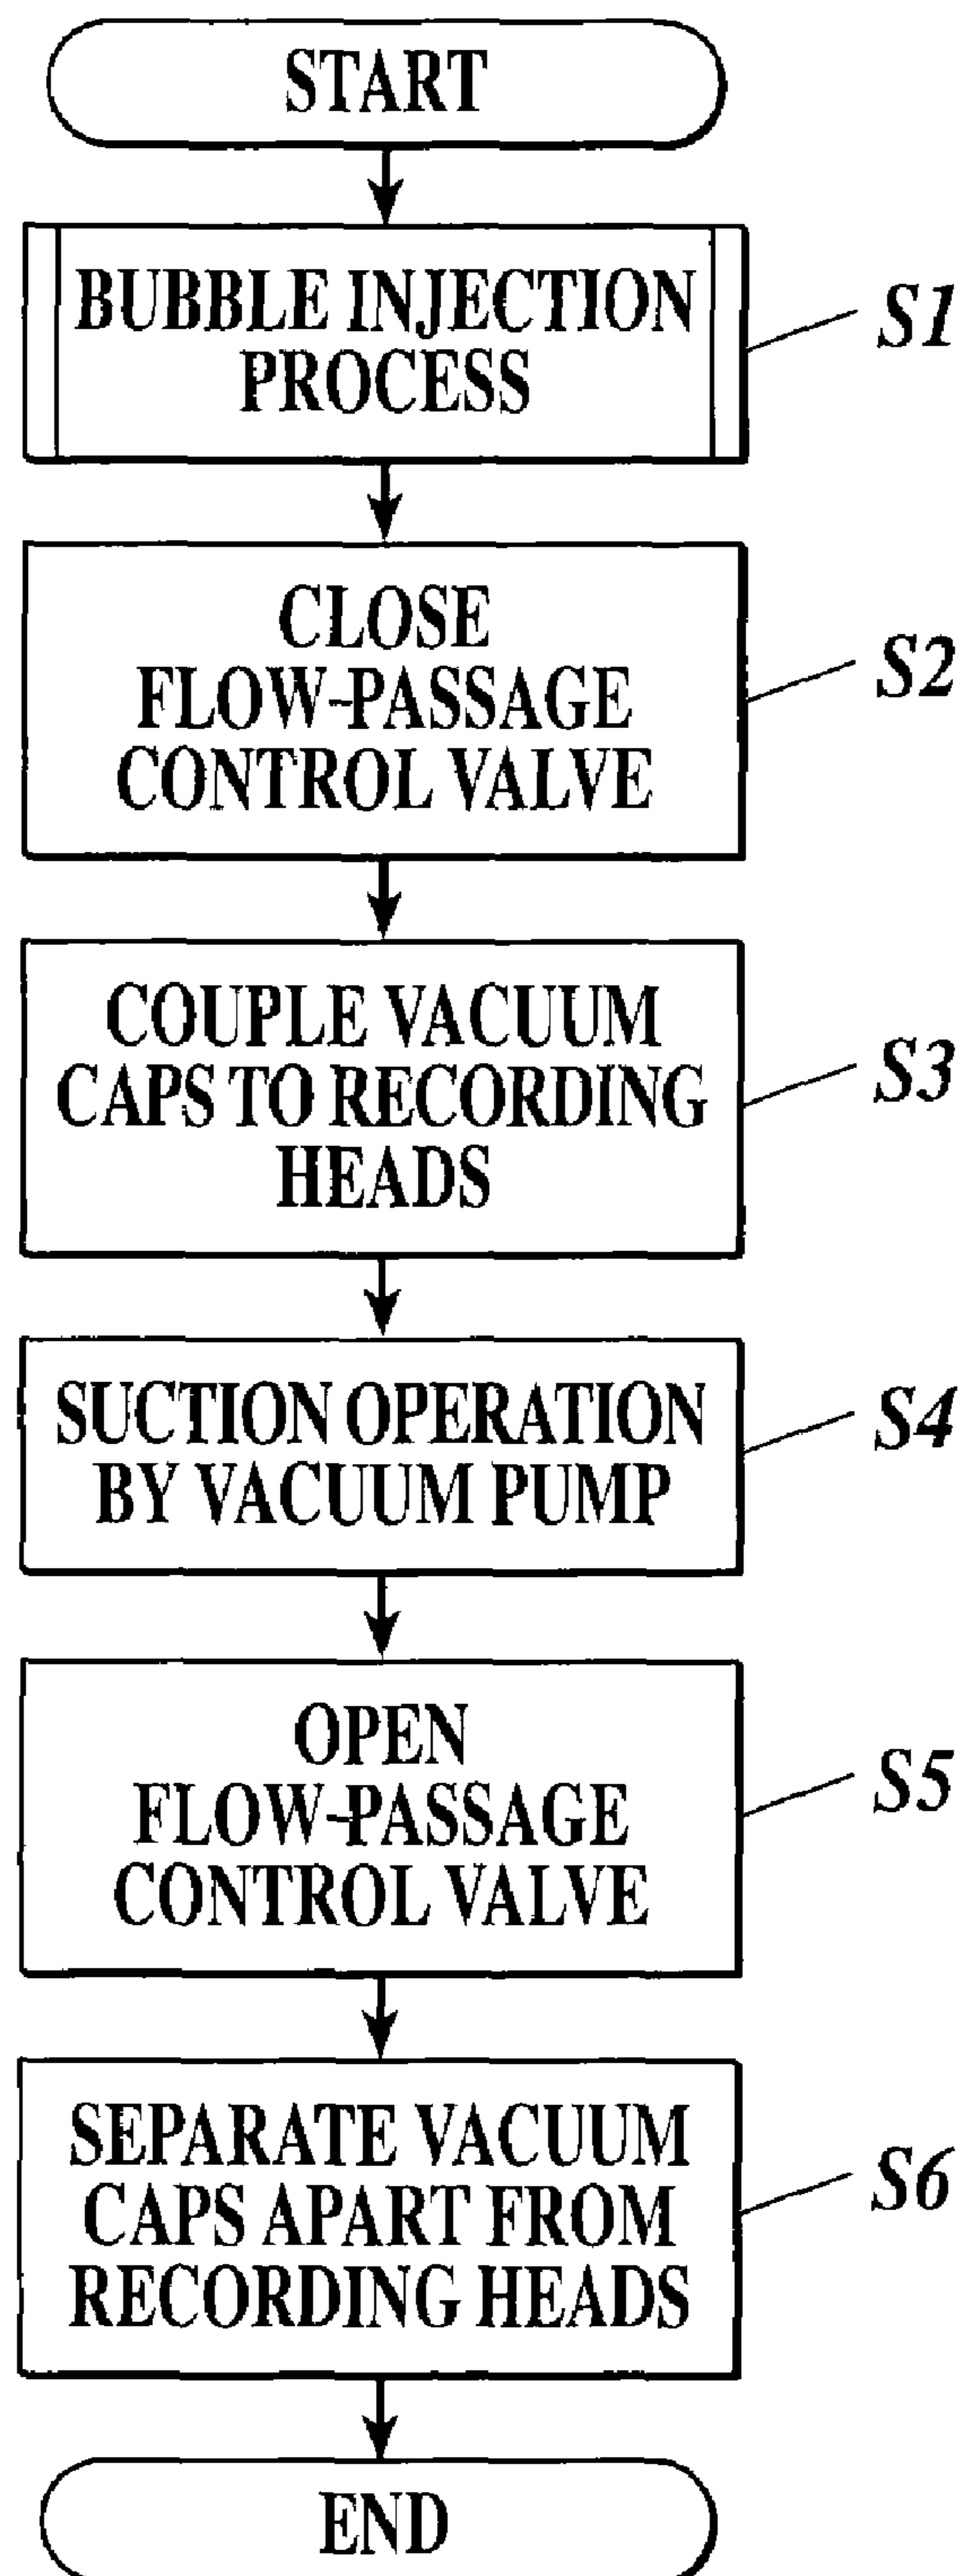 START
BUBBLE INJECTION
PROCESS
S1
CLOSE
FLOW-PASSAGE
CONTROL VALVE
S2
COUPLE VACUUM
CAPS TO RECORDING
HEADS
S3
SUCTION OPERATION
BY VACUUM PUMP
S4
OPEN
FLOW-PASSAGE
CONTROL VALVE
S5
SEPARATE VACUUM
CAPS APART FROM
RECORDING HEADS
S6
END